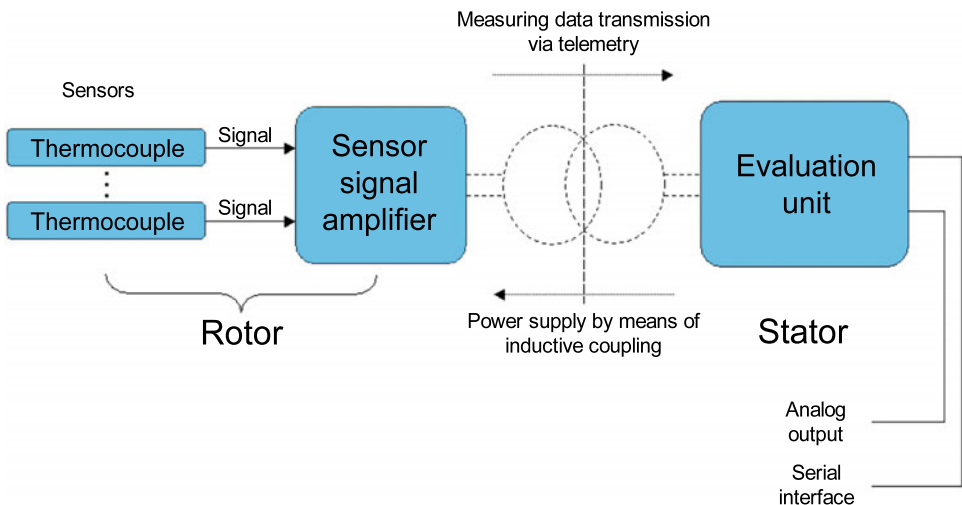 Measuring data transmission
via telemetry
Sensors
Thermocouple
Signal
Thermocouple
Signal
Sensor
signal
amplifier
Evaluation
unit
Rotor
Power supply by means of
inductive coupling
Stator
Analog
output
Serial
interface